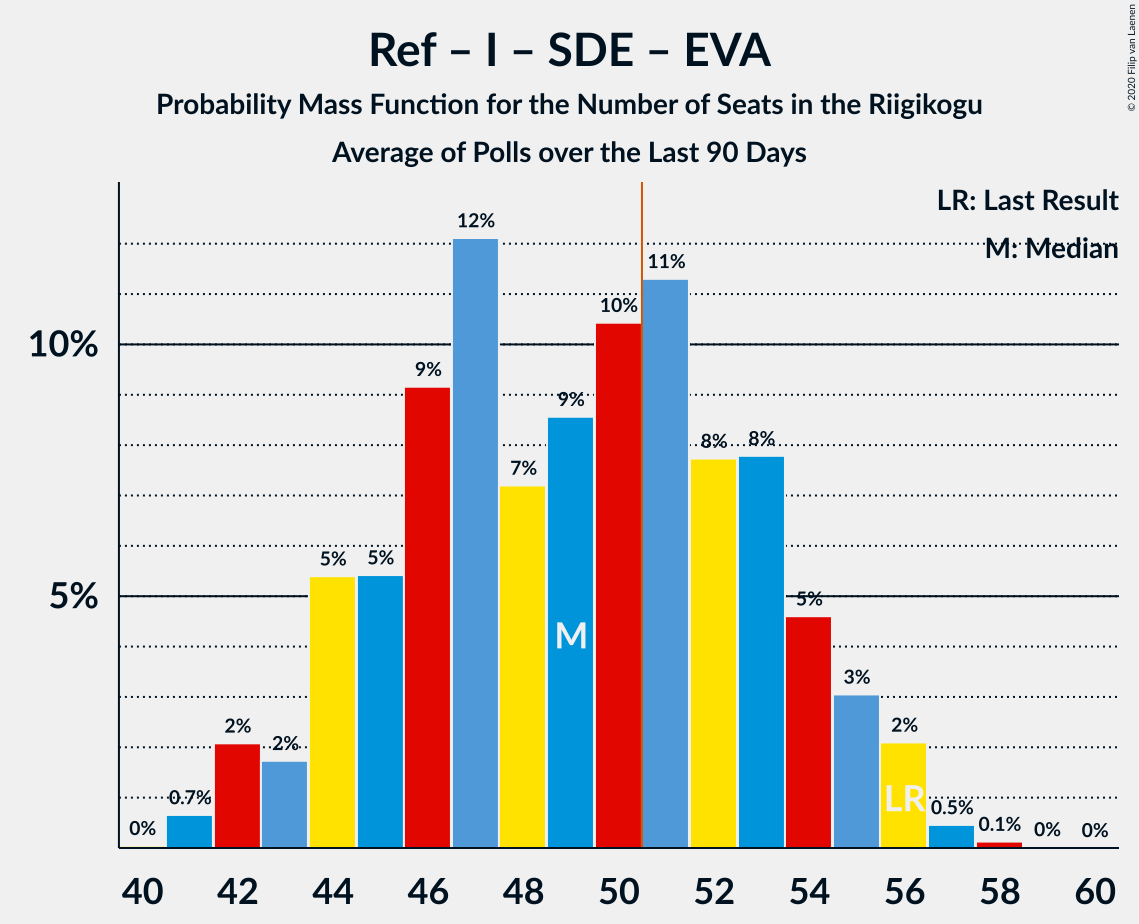 Ref – I – SDE – EVA
Probability Mass Function for the Number of Seats in the Riigikogu
Average of Polls over the Last 90 Days
© 2020 Filip van Laenen
LR: Last Result
M: Median
10%
5%
0%
0.7%
2%
2%
5%
5%
9%
12%
7%
9%
10%
11%
8%
8%
5%
3%
2%
0.5%
0.1%
0%
0%
M
LR
40 42 44 46 48 50 52 54 56 58 60